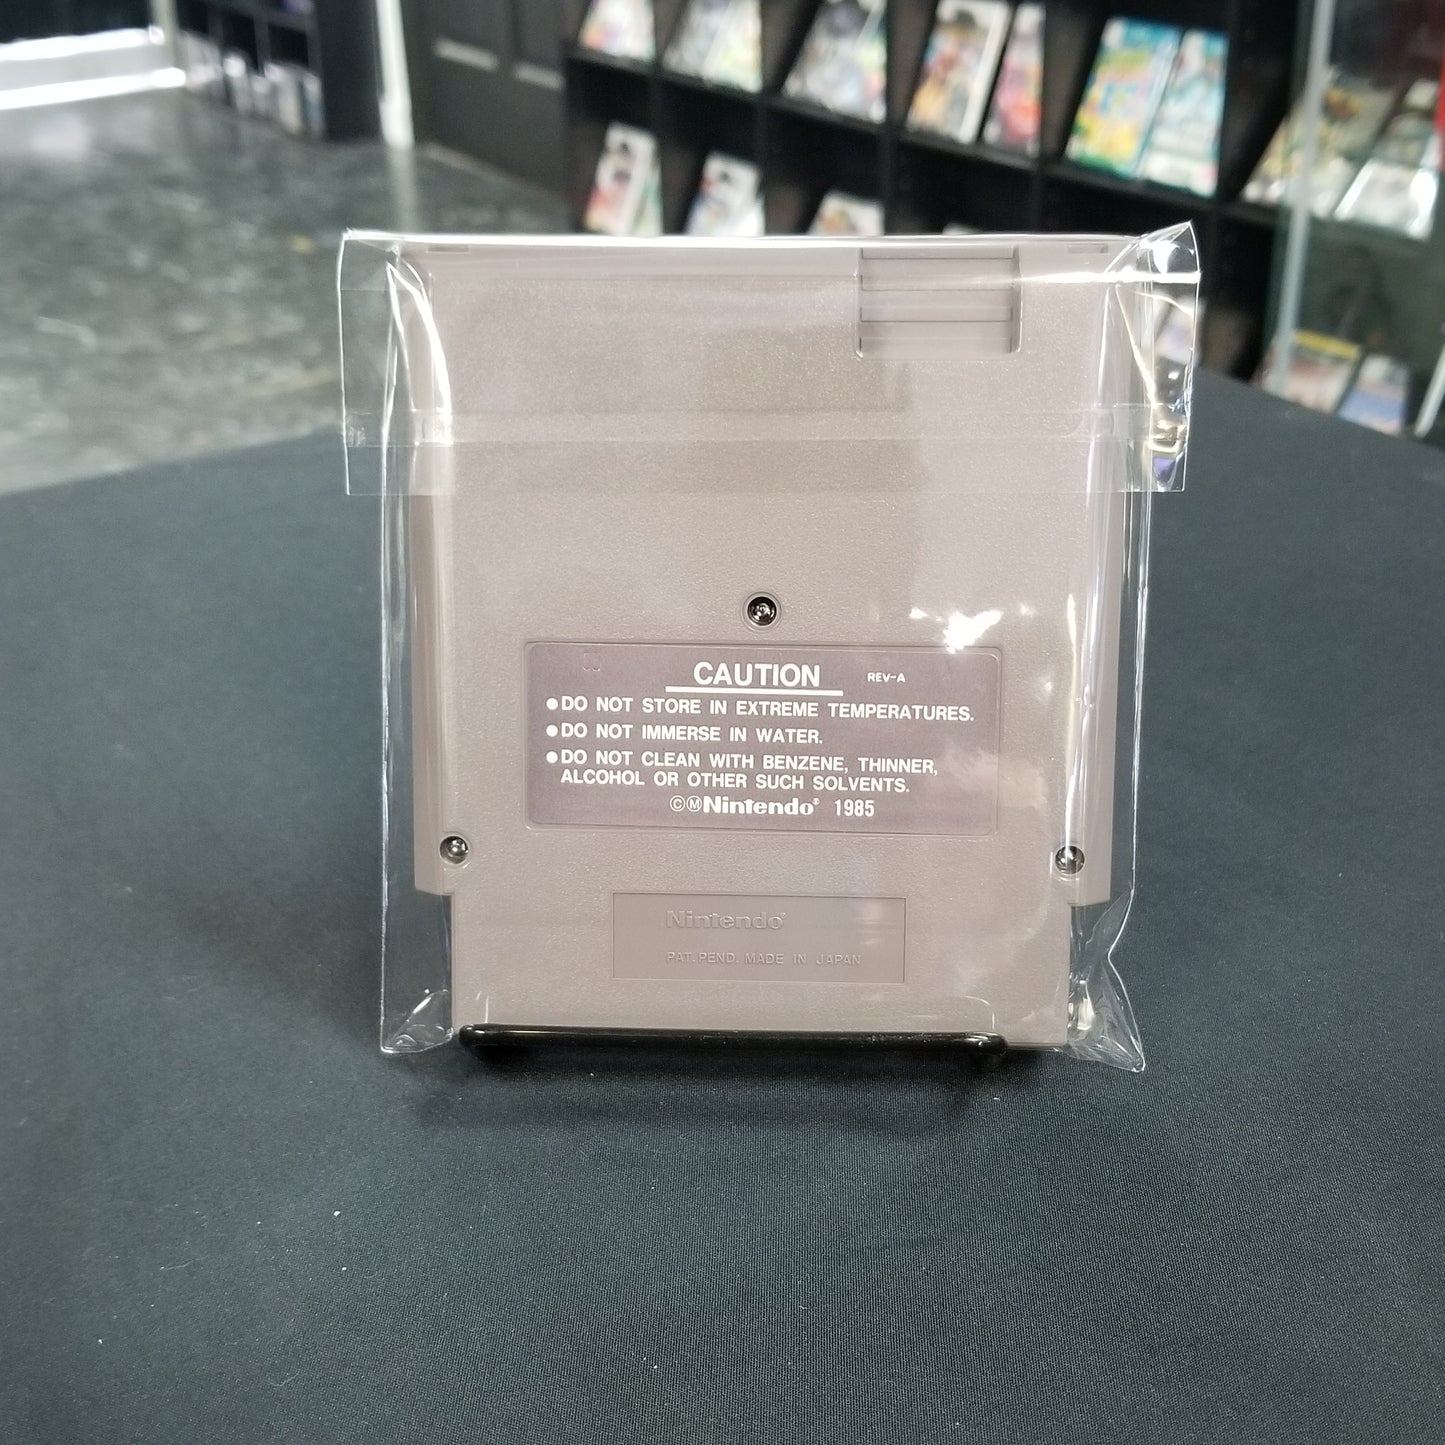 CAUTION REV-A
●DO NOT STORE IN EXTREME TEMPERATURES.
●DO NOT IMMERSE IN WATER.
●DO NOT CLEAN WITH BENZENE, THINNER,
ALCOHOL OR OTHER SUCH SOLVENTS.
©ⓂNintendo® 1985
Nintendo®
PAT. PEND. MADE IN JAPAN